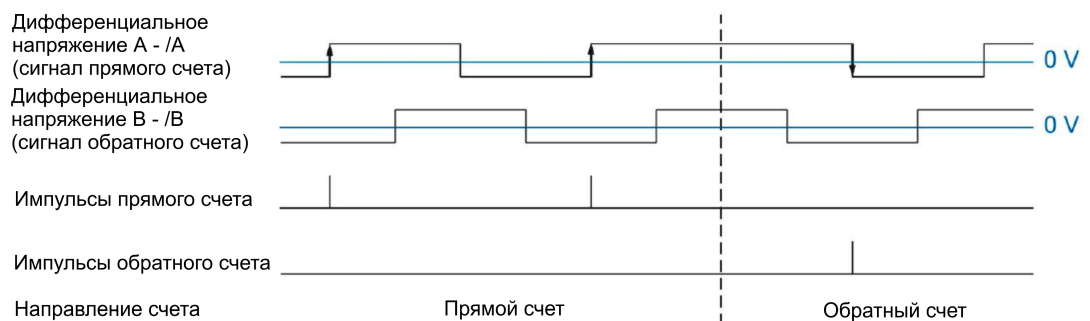 Дифференциальное
напряжение A - /A
(сигнал прямого счета)
0 V
Дифференциальное
напряжение B - /B
(сигнал обратного счета)
0 V
Импульсы прямого счета
Импульсы обратного счета
Направление счета
Прямой счет
Обратный счет